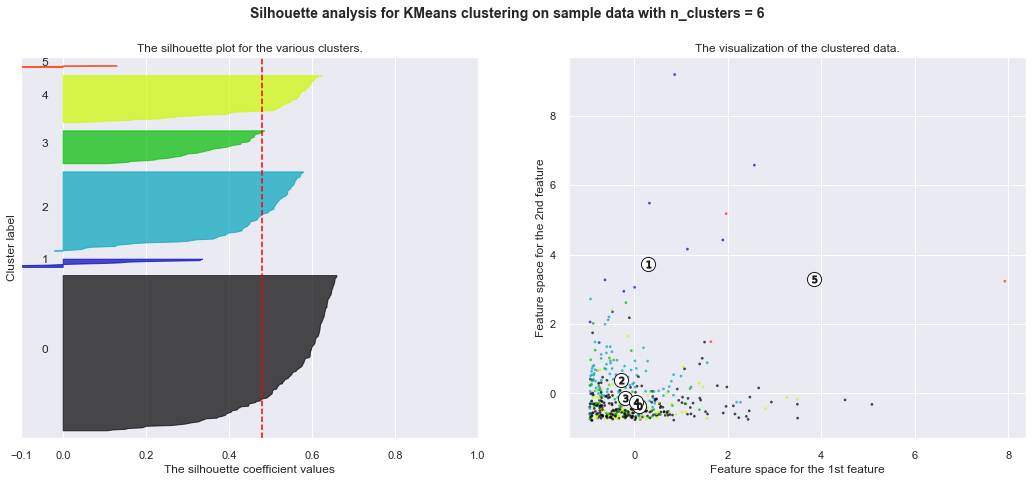 Silhouette analysis for KMeans clustering on sample data with n_clusters = 6
The silhouette plot for the various clusters.
Cluster label
5
4
3
2
1
0
−0.1 0.0 0.2 0.4 0.6 0.8 1.0
The silhouette coefficient values
The visualization of the clustered data.
Feature space for the 2nd feature
8
6
4
2
0
1
5
2
3
4
0
0 2 4 6 8
Feature space for the 1st feature